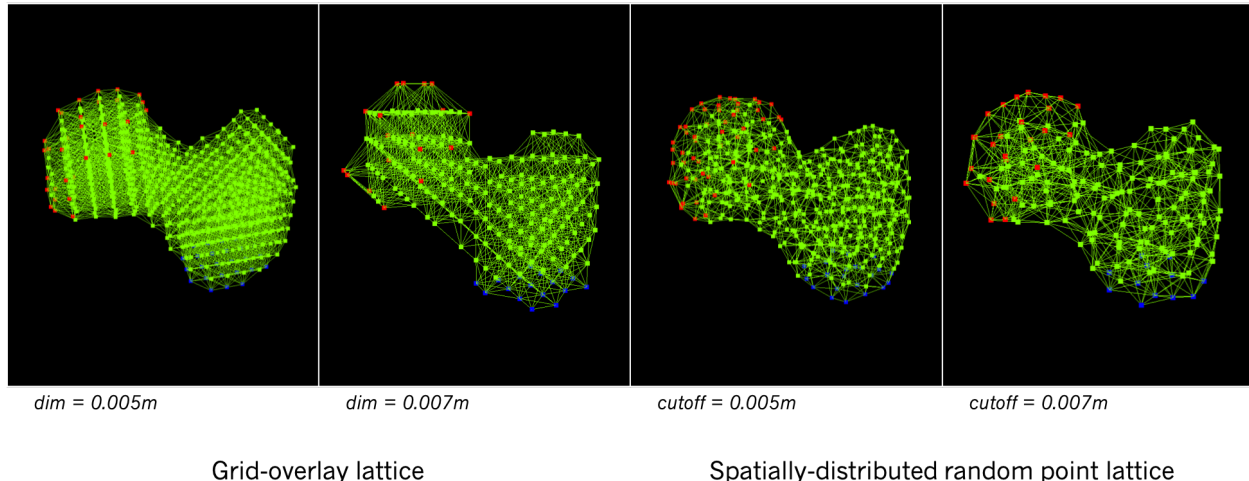 dim = 0.005m
dim = 0.007m
cutoff = 0.005m
cutoff = 0.007m
Grid-overlay lattice
Spatially-distributed random point lattice